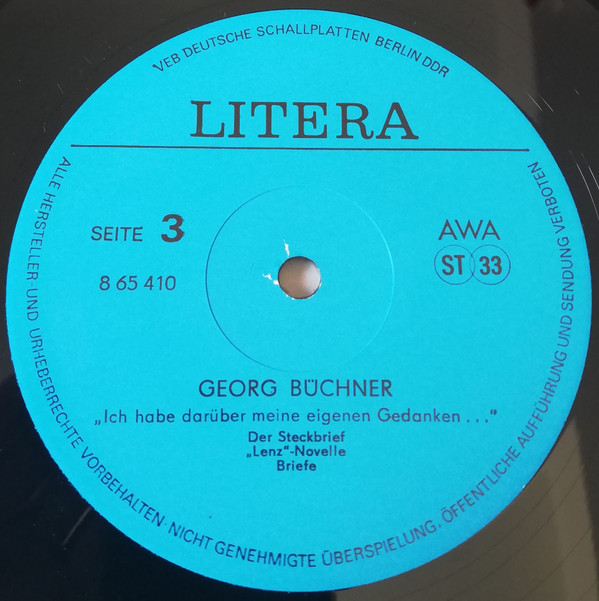 VEB DEUTSCHE SCHALLPLATTEN BERLIN DDR
LITERA
SEITE 3
8 65 410
AWA
ST 33
GEORG BÜCHNER
„Ich habe darüber meine eigenen Gedanken . . ."
Der Steckbrief
„Lenz"-Novelle
Briefe
ALLE HERSTELLER-UND URHEBERRECHTE VORBEHALTEN·NICHT GENEHMIGTE ÜBERSPIELUNG, ÖFFENTLICHE AUFFÜHRUNG UND SENDUNG VERBOTEN